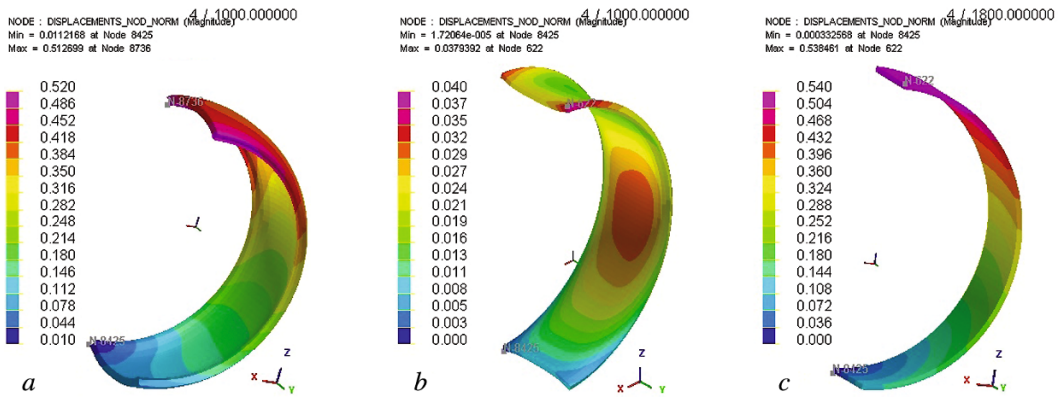 4 / 1000.000000
NODE : DISPLACEMENTS_NOD_NORM (Magnitude)
Min = 0.0112168 at Node 8425
Max = 0.512699 at Node 8736
0.520
0.486
0.452
0.418
0.384
0.350
0.316
0.282
0.248
0.214
0.180
0.146
0.112
0.078
0.044
0.010
N 8736
N 8425
Z
X
Y
a
4 / 1000.000000
NODE : DISPLACEMENTS_NOD_NORM (Magnitude)
Min = 1.72064e-005 at Node 8425
Max = 0.0379392 at Node 622
0.040
0.037
0.035
0.032
0.029
0.027
0.024
0.021
0.019
0.016
0.013
0.011
0.008
0.005
0.003
0.000
N 622
N 8425
Z
X
Y
b
4 / 1800.000000
NODE : DISPLACEMENTS_NOD_NORM (Magnitude)
Min = 0.000332568 at Node 8425
Max = 0.538461 at Node 622
0.540
0.504
0.468
0.432
0.396
0.360
0.324
0.288
0.252
0.216
0.180
0.144
0.108
0.072
0.036
0.000
N 622
N 8425
Z
X
Y
c